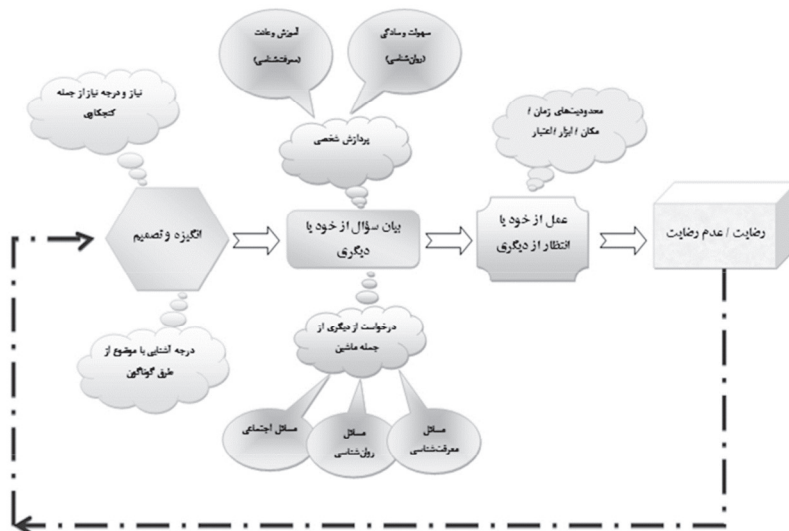 آموزش و عادت
(معرفت‌شناسی)
سهولت و سادگی
(روان‌شناسی)
نیاز و درجه نیاز از جمله
کنجکاوی
پردازش شخصی
محدودیت‌های زمان /
مکان / ابزار / اعتبار
انگیزه و تصمیم
بیان سؤال از خود یا
دیگری
عمل از خود یا
انتظار از دیگری
رضایت / عدم رضایت
درجه آشنایی با موضوع از
طرق گوناگون
درخواست از دیگری از
جمله ماشین
مسائل اجتماعی
مسائل
روان‌شناسی
مسائل
معرفت‌شناسی